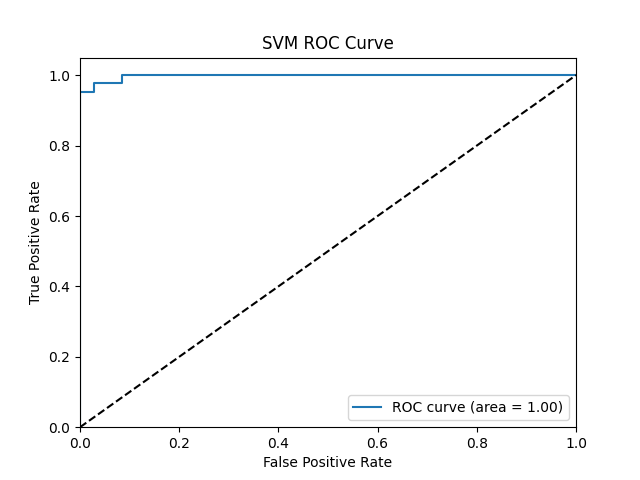 SVM ROC Curve
True Positive Rate
1.0
0.8
0.6
0.4
0.2
0.0
ROC curve (area = 1.00)
0.0 0.2 0.4 0.6 0.8 1.0
False Positive Rate